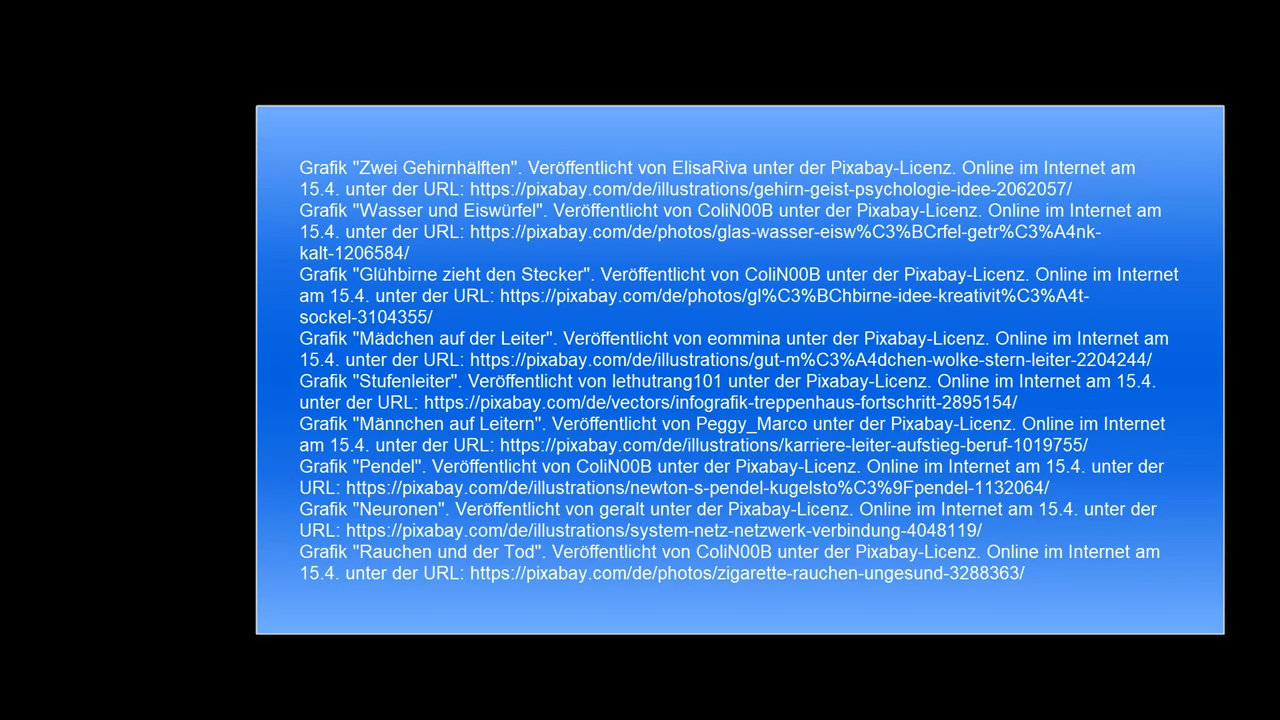 Grafik "Zwei Gehirnhälften". Veröffentlicht von ElisaRiva unter der Pixabay-Licenz. Online im Internet am
15.4. unter der URL: https://pixabay.com/de/illustrations/gehirn-geist-psychologie-idee-2062057/
Grafik "Wasser und Eiswürfel". Veröffentlicht von ColiN00B unter der Pixabay-Licenz. Online im Internet am
15.4. unter der URL: https://pixabay.com/de/photos/glas-wasser-eisw%C3%BCrfel-getr%C3%A4nk-
kalt-1206584/
Grafik "Glühbirne zieht den Stecker". Veröffentlicht von ColiN00B unter der Pixabay-Licenz. Online im Internet
am 15.4. unter der URL: https://pixabay.com/de/photos/gl%C3%BChbirne-idee-kreativit%C3%A4t-
sockel-3104355/
Grafik "Mädchen auf der Leiter". Veröffentlicht von eommina unter der Pixabay-Licenz. Online im Internet am
15.4. unter der URL: https://pixabay.com/de/illustrations/gut-m%C3%A4dchen-wolke-stern-leiter-2204244/
Grafik "Stufenleiter". Veröffentlicht von lethutrang101 unter der Pixabay-Licenz. Online im Internet am 15.4.
unter der URL: https://pixabay.com/de/vectors/infografik-treppenhaus-fortschritt-2895154/
Grafik "Männchen auf Leitern". Veröffentlicht von Peggy_Marco unter der Pixabay-Licenz. Online im Internet
am 15.4. unter der URL: https://pixabay.com/de/illustrations/karriere-leiter-aufstieg-beruf-1019755/
Grafik "Pendel". Veröffentlicht von ColiN00B unter der Pixabay-Licenz. Online im Internet am 15.4. unter der
URL: https://pixabay.com/de/illustrations/newton-s-pendel-kugelsto%C3%9Fpendel-1132064/
Grafik "Neuronen". Veröffentlicht von geralt unter der Pixabay-Licenz. Online im Internet am 15.4. unter der
URL: https://pixabay.com/de/illustrations/system-netz-netzwerk-verbindung-4048119/
Grafik "Rauchen und der Tod". Veröffentlicht von ColiN00B unter der Pixabay-Licenz. Online im Internet am
15.4. unter der URL: https://pixabay.com/de/photos/zigarette-rauchen-ungesund-3288363/